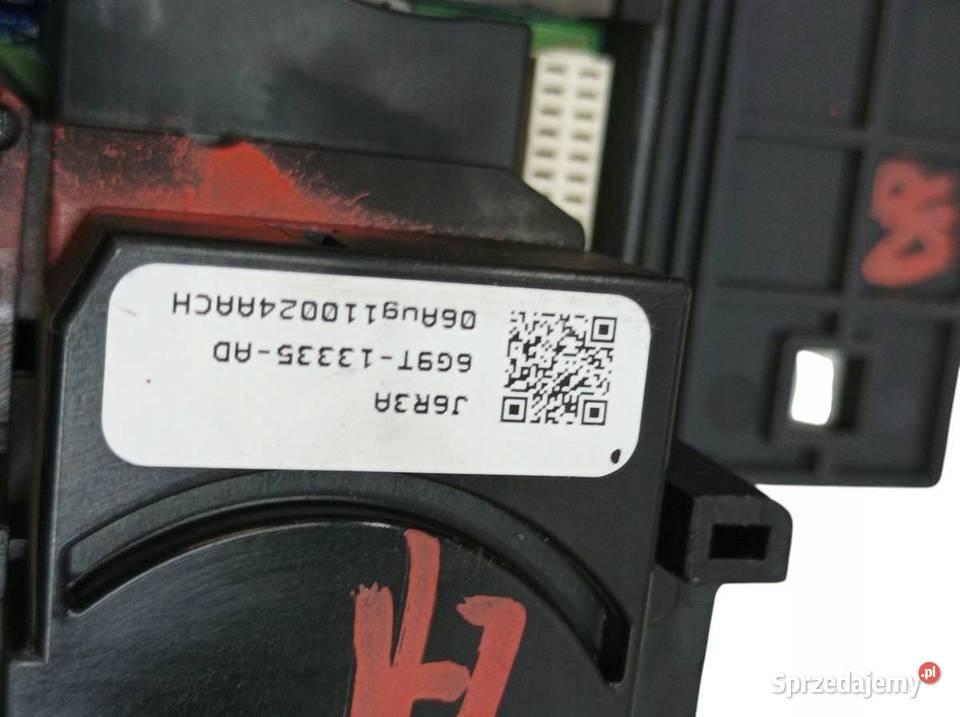 J6R3A
6G9T-13335-AD
06Aug110024AACH
Sprzedajemy.pl